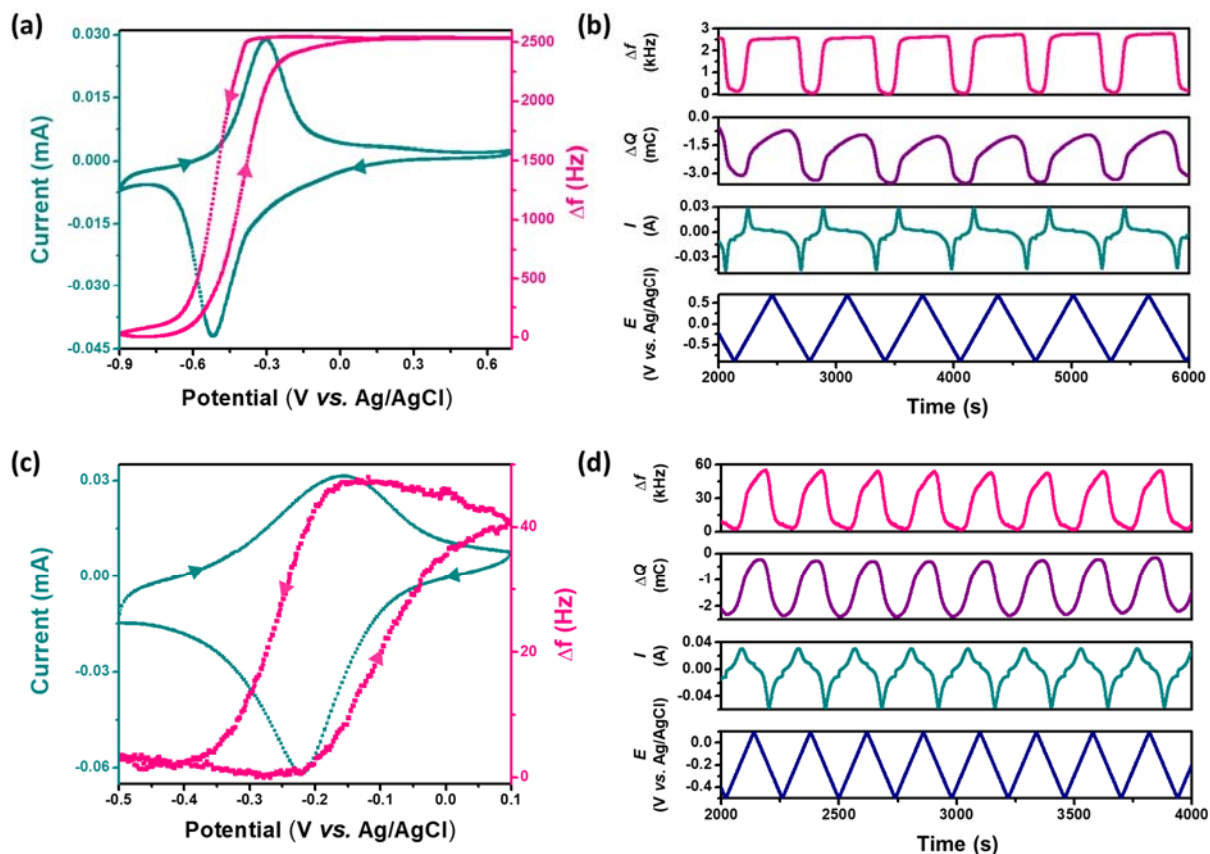 (a)
0.030
0.015
0.000
-0.015
-0.030
-0.045
Current (mA)
2500
2000
1500
1000
500
0
Δf (Hz)
-0.9 -0.6 -0.3 0.0 0.3 0.6
Potential (V vs. Ag/AgCl)
(b)
Δf
(kHz)
3
2
1
0
ΔQ
(mC)
0.0
-1.5
-3.0
I
(A)
0.03
0.00
-0.03
E
(V vs. Ag/AgCl)
0.5
0.0
-0.5
2000 3000 4000 5000 6000
Time (s)
(c)
0.03
0.00
-0.03
-0.06
Current (mA)
40
20
0
Δf (Hz)
-0.5 -0.4 -0.3 -0.2 -0.1 0.0 0.1
Potential (V vs. Ag/AgCl)
(d)
Δf
(kHz)
60
30
0
ΔQ
(mC)
0
-1
-2
I
(A)
0.04
0.00
-0.04
E
(V vs. Ag/AgCl)
0.0
-0.2
-0.4
2000 2500 3000 3500 4000
Time (s)